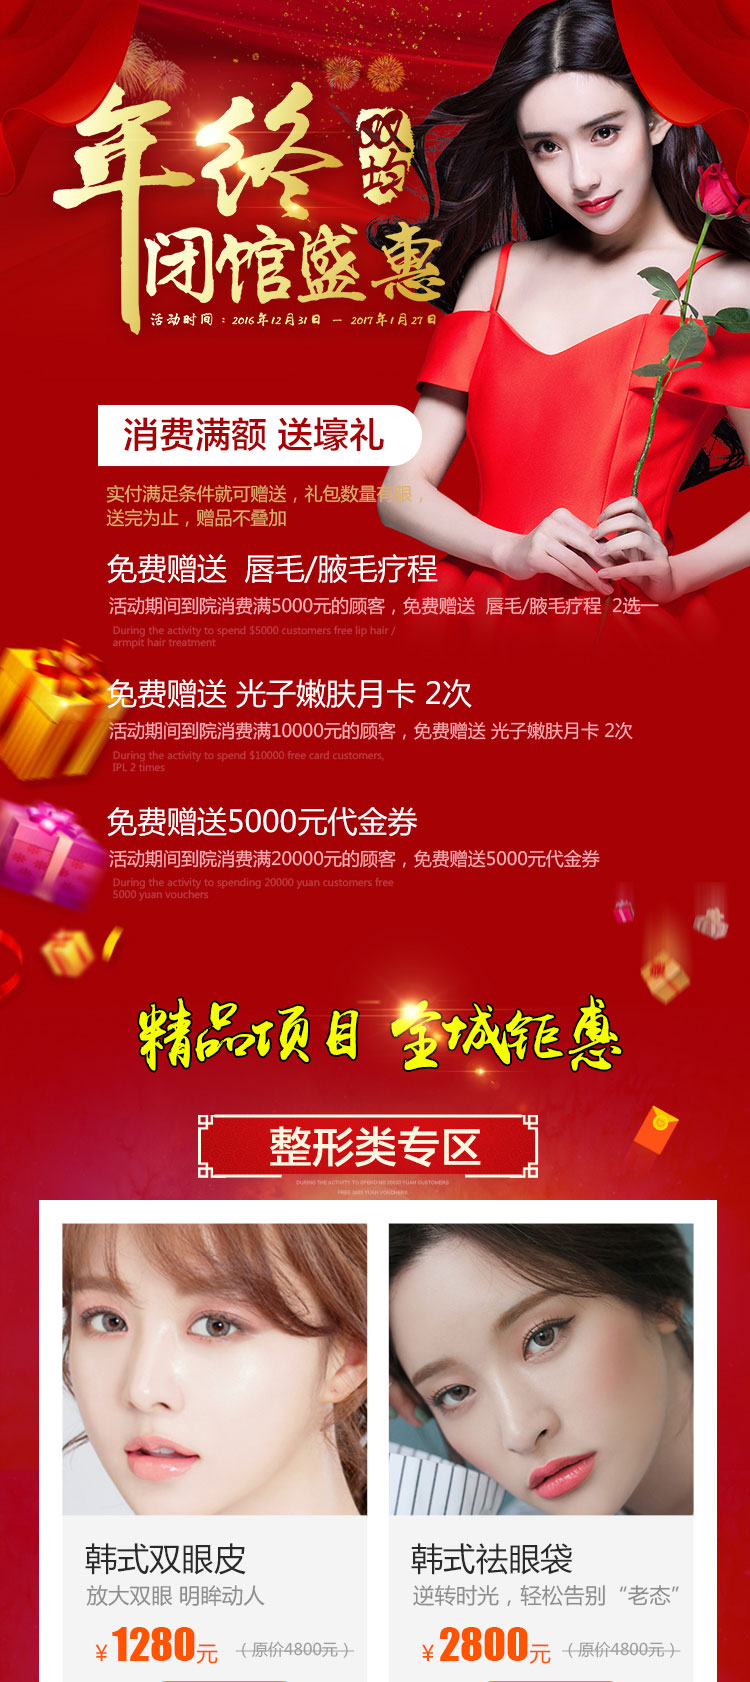 年终
双均
闭馆盛惠
活动时间：2016年12月31日 — 2017年1月27日
消费满额 送壕礼
实付满足条件就可赠送，礼包数量有限，
送完为止，赠品不叠加
免费赠送 唇毛/腋毛疗程
活动期间到院消费满5000元的顾客，免费赠送 唇毛/腋毛疗程 2选一
During the activity to spend $5000 customers free lip hair /
armpit hair treatment
免费赠送 光子嫩肤月卡 2次
活动期间到院消费满10000元的顾客，免费赠送 光子嫩肤月卡 2次
During the activity to spend $10000 free card customers,
IPL 2 times
免费赠送5000元代金券
活动期间到院消费满20000元的顾客，免费赠送5000元代金券
During the activity to spending 20000 yuan customers free
5000 yuan vouchers
精品项目 全城钜惠
整形类专区
DURING THE ACTIVITY TO SPEND 20000 YUAN CUSTOMERS
FREE 5000 YUAN VOUCHERS
韩式双眼皮
放大双眼 明眸动人
¥1280元（原价4800元）
韩式祛眼袋
逆转时光，轻松告别“老态”
¥2800元（原价4800元）